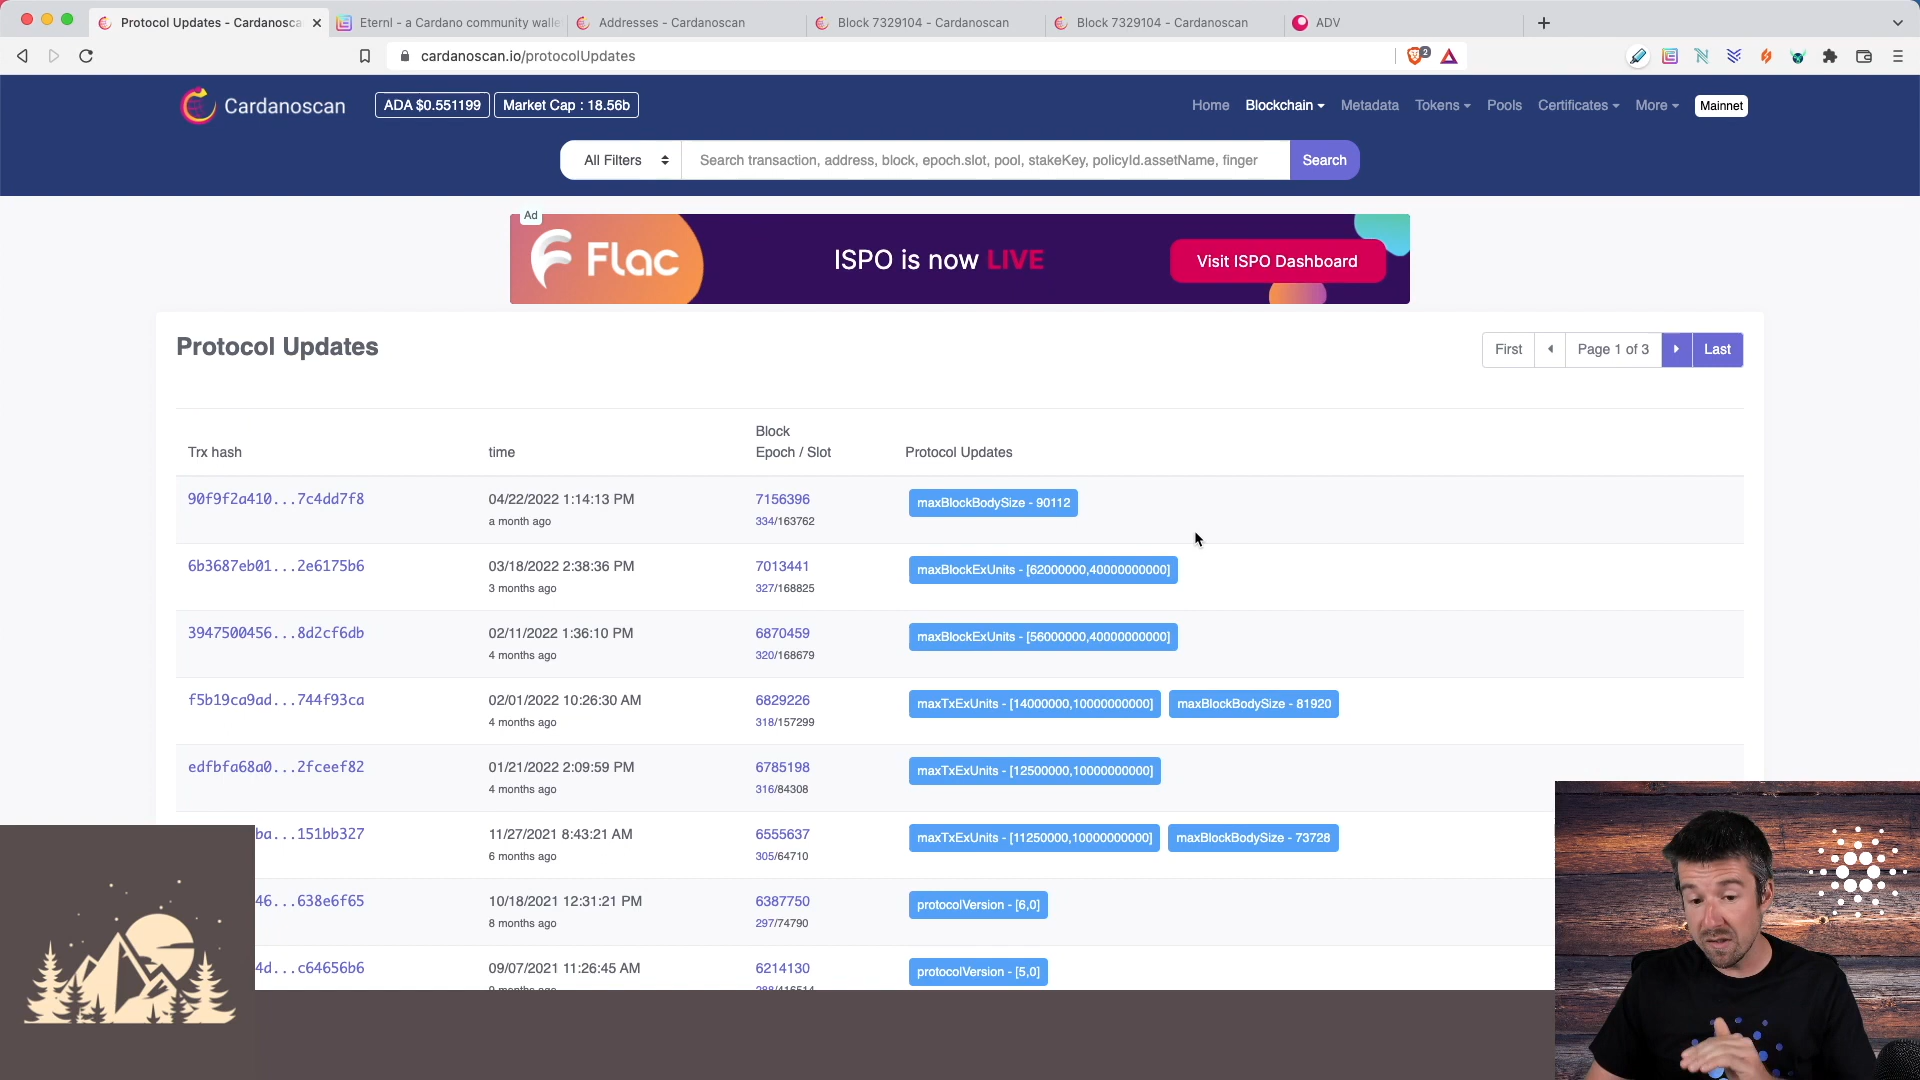 Protocol Updates - Cardanosca
Eternl - a Cardano community walle
Addresses - Cardanoscan
Block 7329104 - Cardanoscan
Block 7329104 - Cardanoscan
ADV
cardanoscan.io/protocolUpdates
2
Cardanoscan
ADA $0.551199
Market Cap : 18.56b
Home
Blockchain
Metadata
Tokens
Pools
Certificates
More
Mainnet
All Filters
Search transaction, address, block, epoch.slot, pool, stakeKey, policyId.assetName, finger
Search
Ad
Flac
ISPO is now LIVE
Visit ISPO Dashboard
Protocol Updates
First
Page 1 of 3
Last
Trx hash
time
Block
Epoch / Slot
Protocol Updates
90f9f2a410...7c4dd7f8
04/22/2022 1:14:13 PM
a month ago
7156396
334/163762
maxBlockBodySize - 90112
6b3687eb01...2e6175b6
03/18/2022 2:38:36 PM
3 months ago
7013441
327/168825
maxBlockExUnits - [62000000,40000000000]
3947500456...8d2cf6db
02/11/2022 1:36:10 PM
4 months ago
6870459
320/168679
maxBlockExUnits - [56000000,40000000000]
f5b19ca9ad...744f93ca
02/01/2022 10:26:30 AM
4 months ago
6829226
318/157299
maxTxExUnits - [14000000,10000000000]
maxBlockBodySize - 81920
edfbfa68a0...2fceef82
01/21/2022 2:09:59 PM
4 months ago
6785198
316/84308
maxTxExUnits - [12500000,10000000000]
ba...151bb327
11/27/2021 8:43:21 AM
6 months ago
6555637
305/64710
maxTxExUnits - [11250000,10000000000]
maxBlockBodySize - 73728
46...638e6f65
10/18/2021 12:31:21 PM
8 months ago
6387750
297/74790
protocolVersion - [6,0]
4d...c64656b6
09/07/2021 11:26:45 AM
9 months ago
6214130
288/416514
protocolVersion - [5,0]